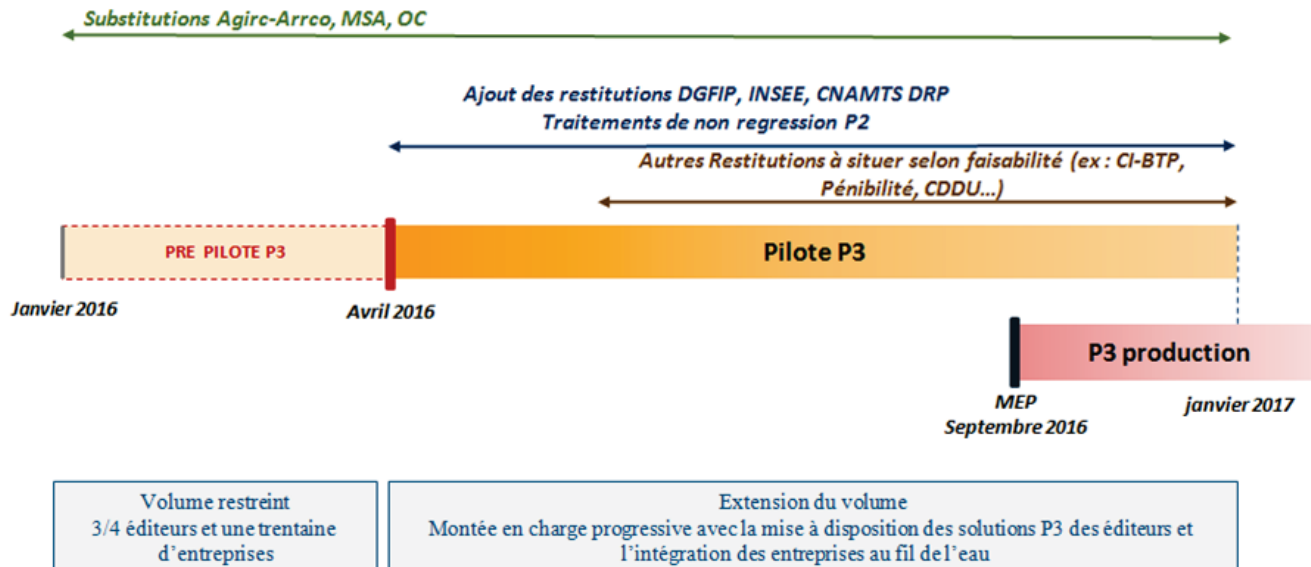 Substitutions Agirc-Arrco, MSA, OC
Ajout des restitutions DGFIP, INSEE, CNAMTS DRP
Traitements de non regression P2
Autres Restitutions à situer selon faisabilité (ex : CI-BTP,
Pénibilité, CDDU...)
PRE PILOTE P3
Pilote P3
Janvier 2016
Avril 2016
P3 production
MEP
Septembre 2016
janvier 2017
Volume restreint
3/4 éditeurs et une trentaine
d’entreprises
Extension du volume
Montée en charge progressive avec la mise à disposition des solutions P3 des éditeurs et
l’intégration des entreprises au fil de l’eau